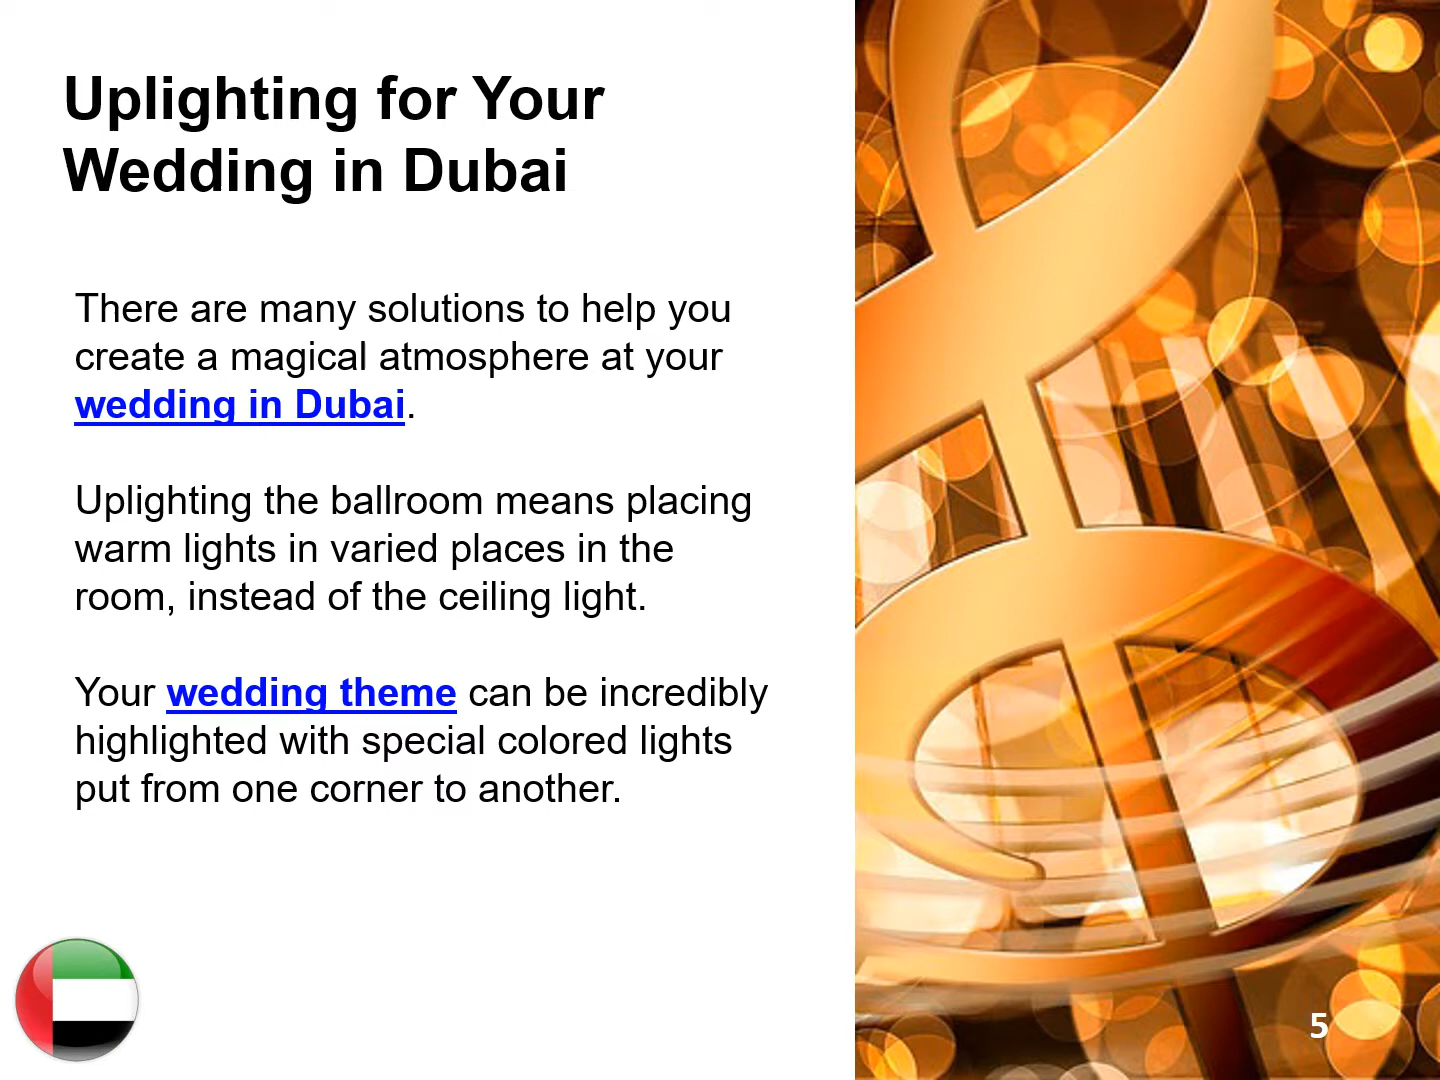 Uplighting for Your
Wedding in Dubai
There are many solutions to help you
create a magical atmosphere at your
wedding in Dubai.
Uplighting the ballroom means placing
warm lights in varied places in the
room, instead of the ceiling light.
Your wedding theme can be incredibly
highlighted with special colored lights
put from one corner to another.
5